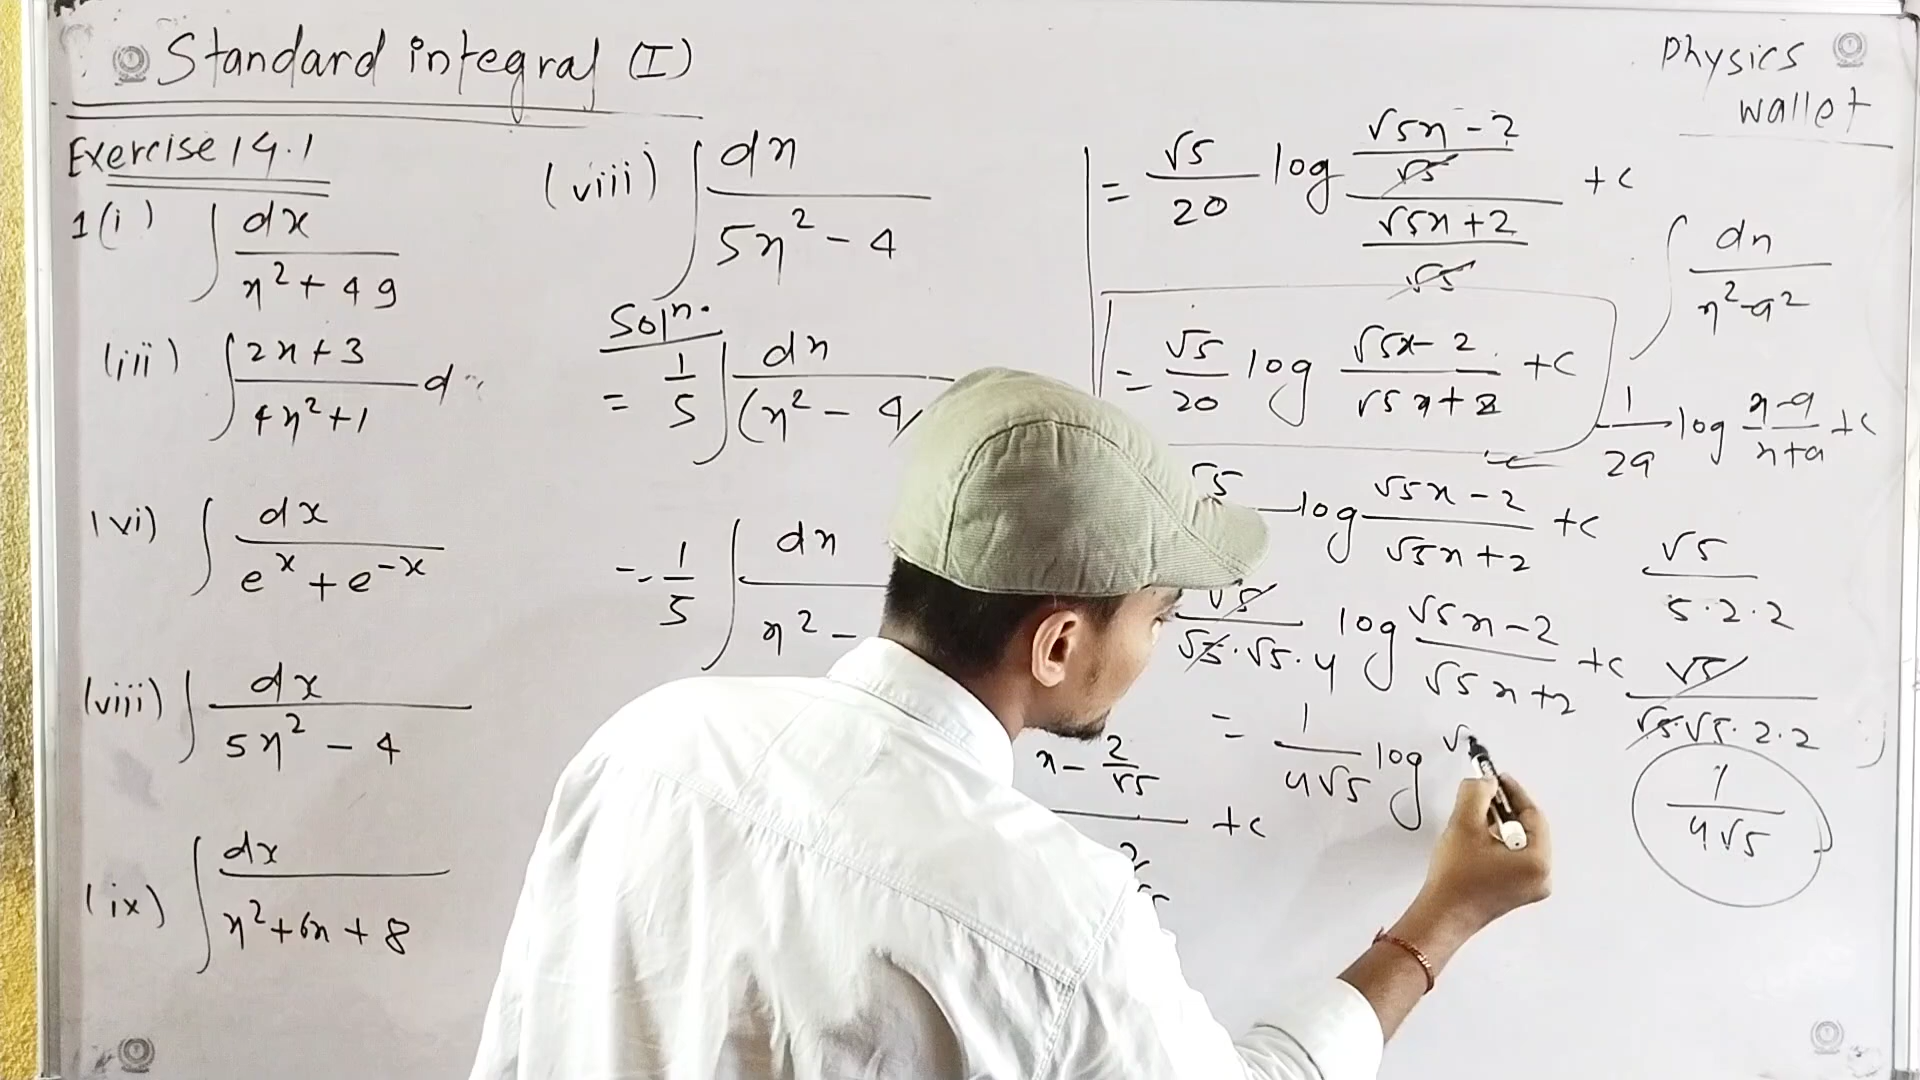 Standard integral (I)
Physics
wallet
Exercise 14.1
1(i) ∫ dx / x² + 49
(iii) ∫ 2x + 3 / 4x² + 1 d
(vi) ∫ dx / e^x + e^-x
(viii) ∫ dx / 5x² - 4
(ix) ∫ dx / x² + 6x + 8
(viii) ∫ dx / 5x² - 4
Solⁿ.
= 1/5 ∫ dx / (x² - 4/
= 1/5 ∫ dx / x² -
x - 2/√5
+c
= √5/20 log (√5x - 2 / √5) / (√5x + 2 / √5) + c
= √5/20 log √5x - 2 / √5x + 2 + c
√5 log √5x - 2 / √5x + 2 + c
√5 / √5·√5·4 log √5x - 2 / √5x + 2 + c
= 1 / 4√5 log √
∫ dx / x² - a²
1/2a log x - a / x + a + c
√5 / 5·2·2
√5 / √5·√5·2·2
1 / 4√5